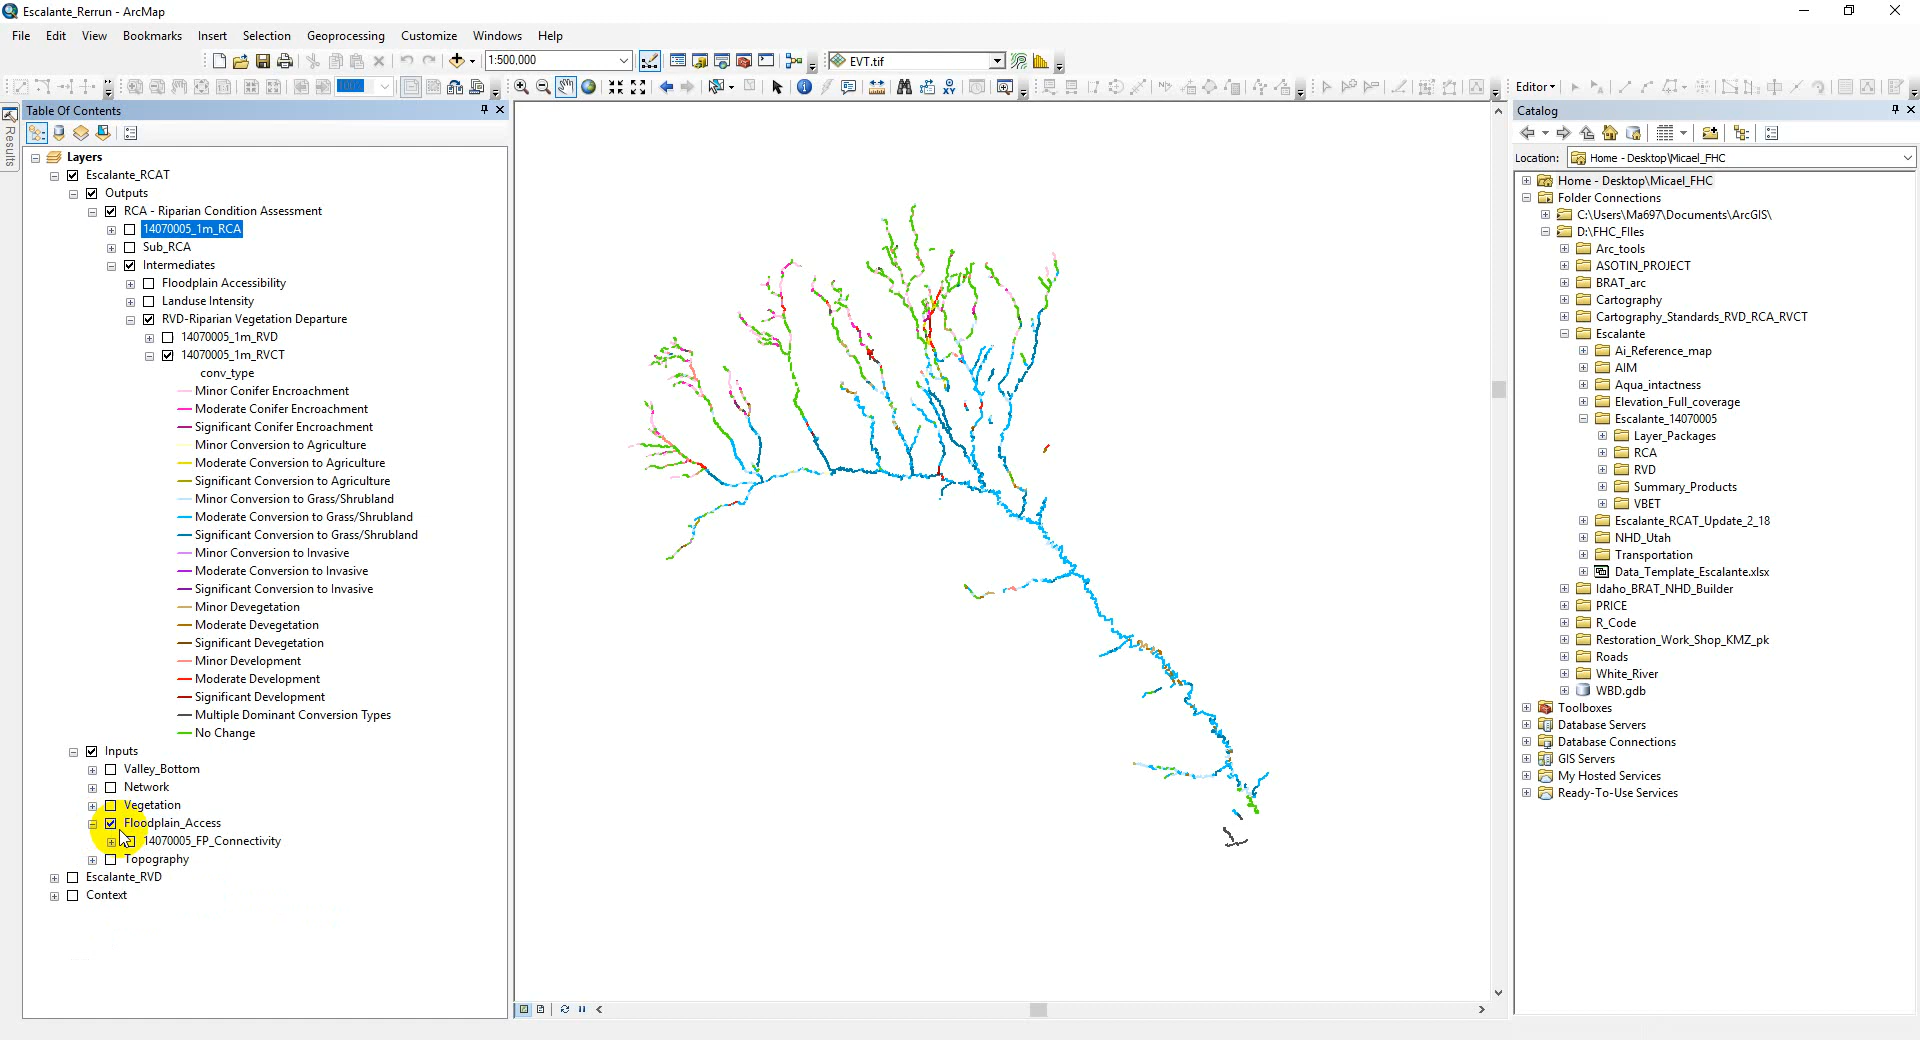 Escalante_Rerun - ArcMap
File Edit View Bookmarks Insert Selection Geoprocessing Customize Windows Help
1:500,000
EVT.tif
Editor
Results
Table Of Contents
Layers
Escalante_RCAT
Outputs
RCA - Riparian Condition Assessment
14070005_1m_RCA
Sub_RCA
Intermediates
Floodplain Accessibility
Landuse Intensity
RVD-Riparian Vegetation Departure
14070005_1m_RVD
14070005_1m_RVCT
conv_type
Minor Conifer Encroachment
Moderate Conifer Encroachment
Significant Conifer Encroachment
Minor Conversion to Agriculture
Moderate Conversion to Agriculture
Significant Conversion to Agriculture
Minor Conversion to Grass/Shrubland
Moderate Conversion to Grass/Shrubland
Significant Conversion to Grass/Shrubland
Minor Conversion to Invasive
Moderate Conversion to Invasive
Significant Conversion to Invasive
Minor Devegetation
Moderate Devegetation
Significant Devegetation
Minor Development
Moderate Development
Significant Development
Multiple Dominant Conversion Types
No Change
Inputs
Valley_Bottom
Network
Vegetation
Floodplain_Access
14070005_FP_Connectivity
Topography
Escalante_RVD
Context
Catalog
Location: Home - Desktop\Micael_FHC
Home - Desktop\Micael_FHC
Folder Connections
C:\Users\Ma697\Documents\ArcGIS\
D:\FHC_FIles
Arc_tools
ASOTIN_PROJECT
BRAT_arc
Cartography
Cartography_Standards_RVD_RCA_RVCT
Escalante
Ai_Reference_map
AIM
Aqua_intactness
Elevation_Full_coverage
Escalante_14070005
Layer_Packages
RCA
RVD
Summary_Products
VBET
Escalante_RCAT_Update_2_18
NHD_Utah
Transportation
Data_Template_Escalante.xlsx
Idaho_BRAT_NHD_Builder
PRICE
R_Code
Restoration_Work_Shop_KMZ_pk
Roads
White_River
WBD.gdb
Toolboxes
Database Servers
Database Connections
GIS Servers
My Hosted Services
Ready-To-Use Services